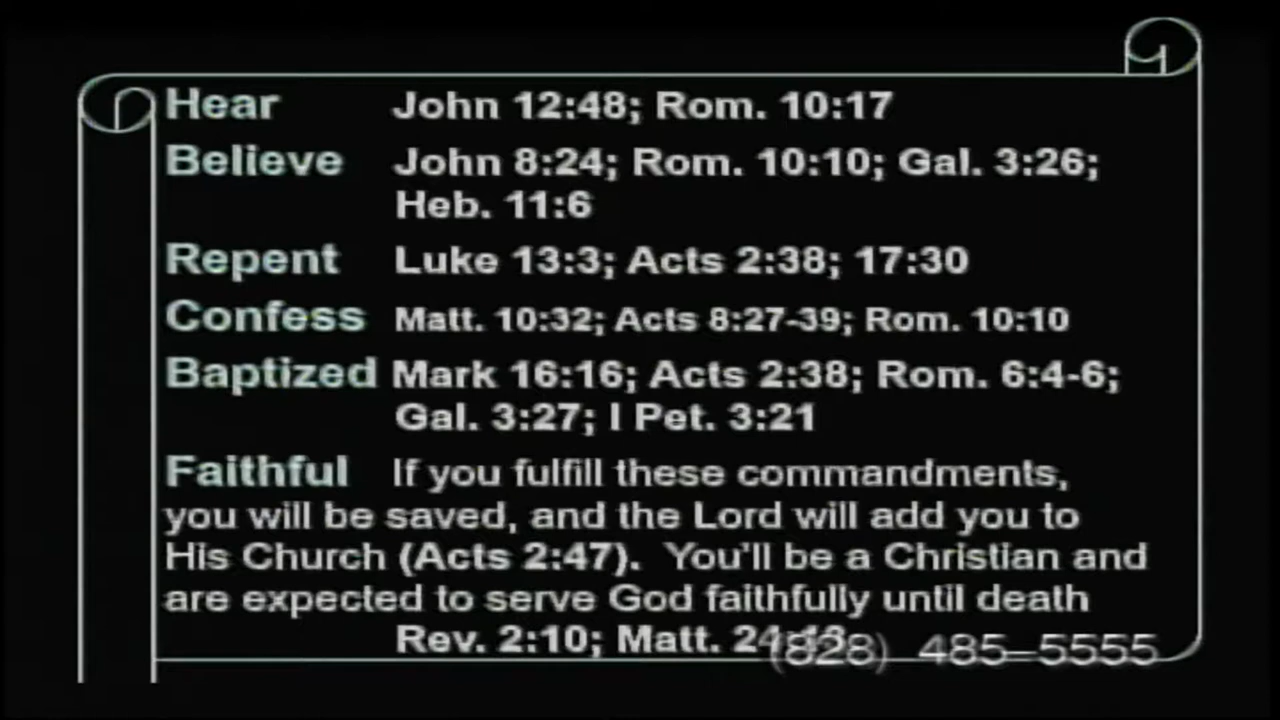 Hear John 12:48; Rom. 10:17
Believe John 8:24; Rom. 10:10; Gal. 3:26;
Heb. 11:6
Repent Luke 13:3; Acts 2:38; 17:30
Confess Matt. 10:32; Acts 8:27-39; Rom. 10:10
Baptized Mark 16:16; Acts 2:38; Rom. 6:4-6;
Gal. 3:27; I Pet. 3:21
Faithful If you fulfill these commandments,
you will be saved, and the Lord will add you to
His Church (Acts 2:47). You'll be a Christian and
are expected to serve God faithfully until death
Rev. 2:10; Matt.
(828) 485-5555